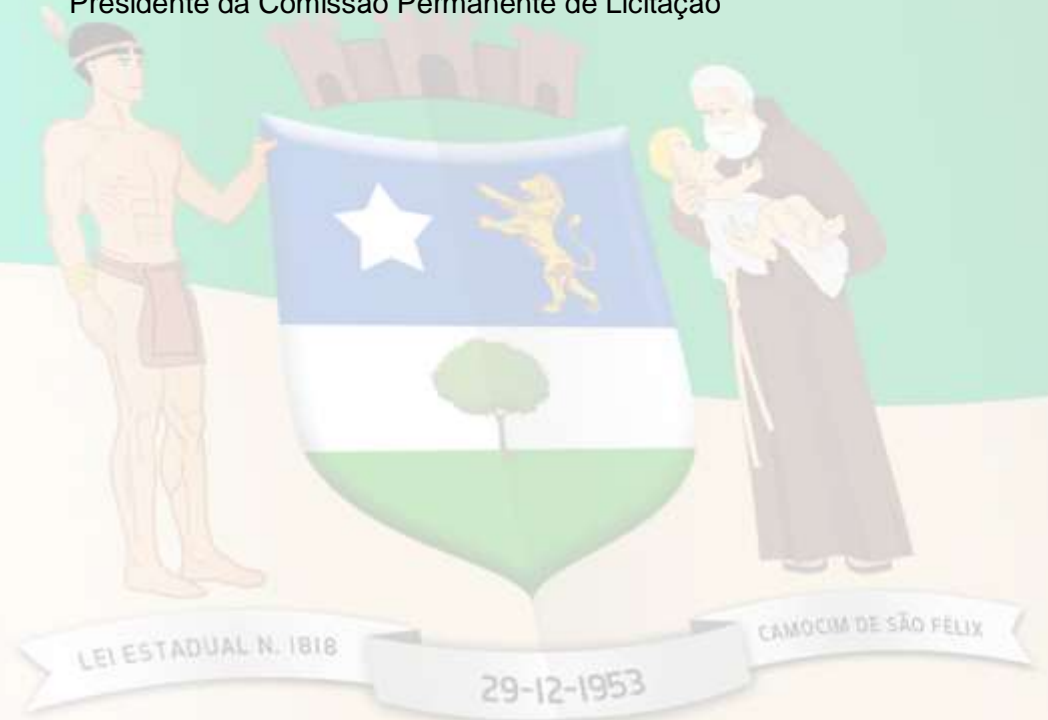 Presidente da Comissão Permanente de Licitação
LEI ESTADUAL N. 1818
29-12-1953
CAMOCIM DE SÃO FÉLIX